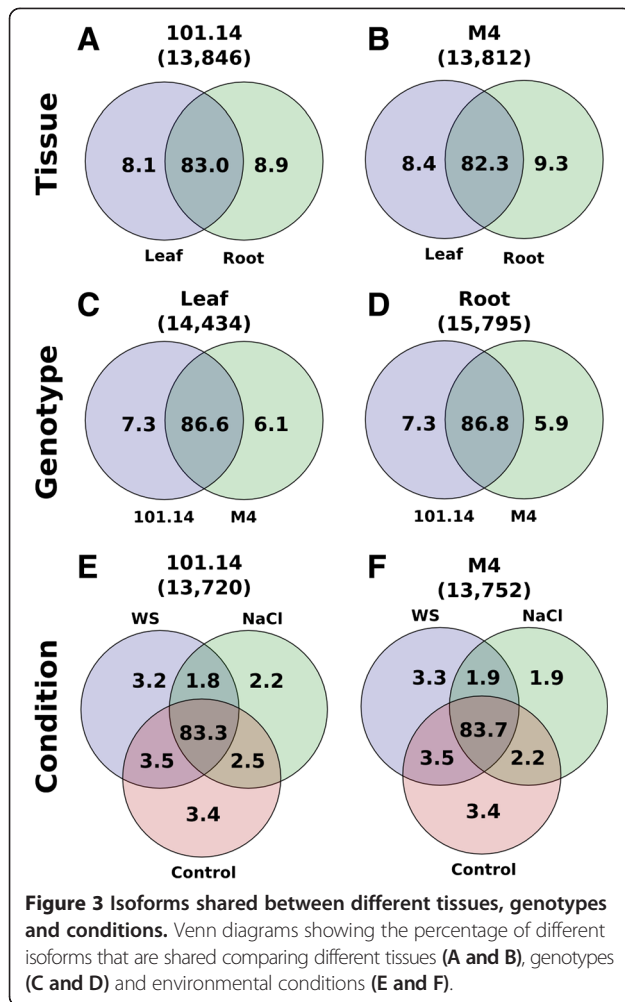 A
101.14
(13,846)
B
M4
(13,812)
Tissue
8.1
83.0
8.9
8.4
82.3
9.3
Leaf
Root
Leaf
Root
C
Leaf
(14,434)
D
Root
(15,795)
Genotype
7.3
86.6
6.1
7.3
86.8
5.9
101.14
M4
101.14
M4
E
101.14
(13,720)
F
M4
(13,752)
Condition
WS
NaCl
3.2
1.8
2.2
83.3
3.5
2.5
3.4
Control
WS
NaCl
3.3
1.9
1.9
83.7
3.5
2.2
3.4
Control
Figure 3 Isoforms shared between different tissues, genotypes
and conditions. Venn diagrams showing the percentage of different
isoforms that are shared comparing different tissues (A and B), genotypes
(C and D) and environmental conditions (E and F).